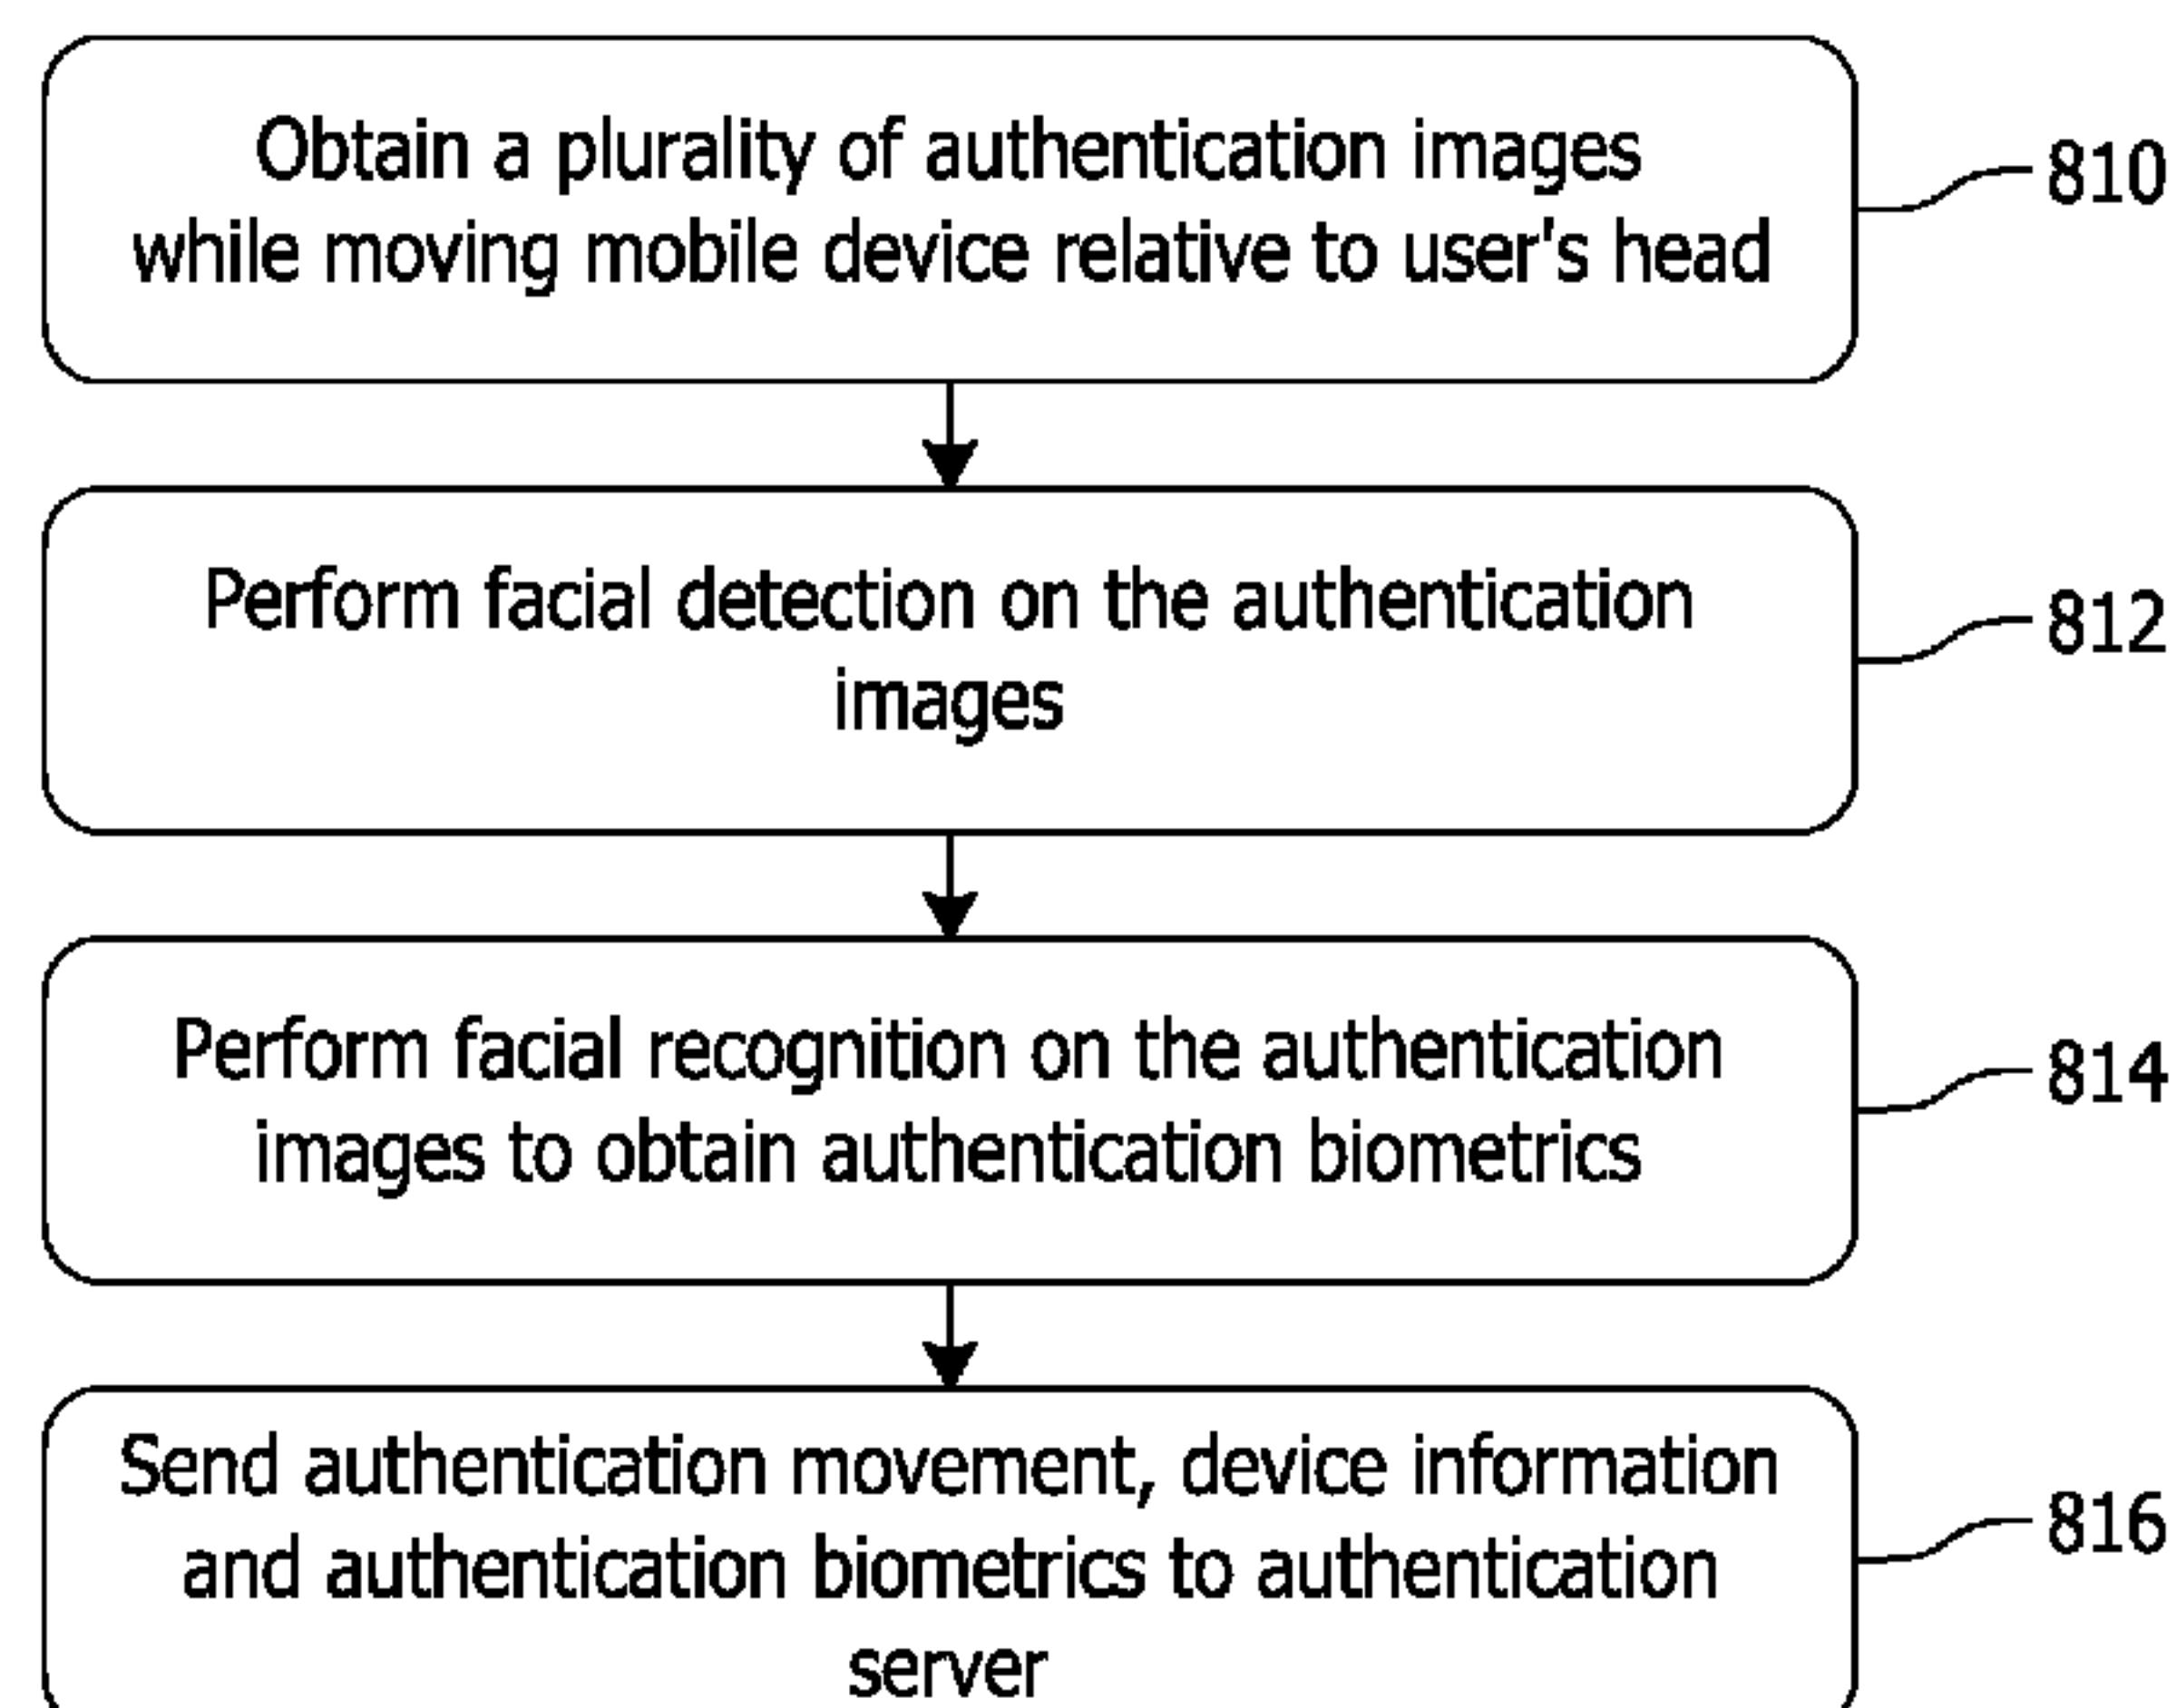 Obtain a plurality of authentication images
while moving mobile device relative to user's head
810
Perform facial detection on the authentication
images
812
Perform facial recognition on the authentication
images to obtain authentication biometrics
814
Send authentication movement, device information
and authentication biometrics to authentication
server
816